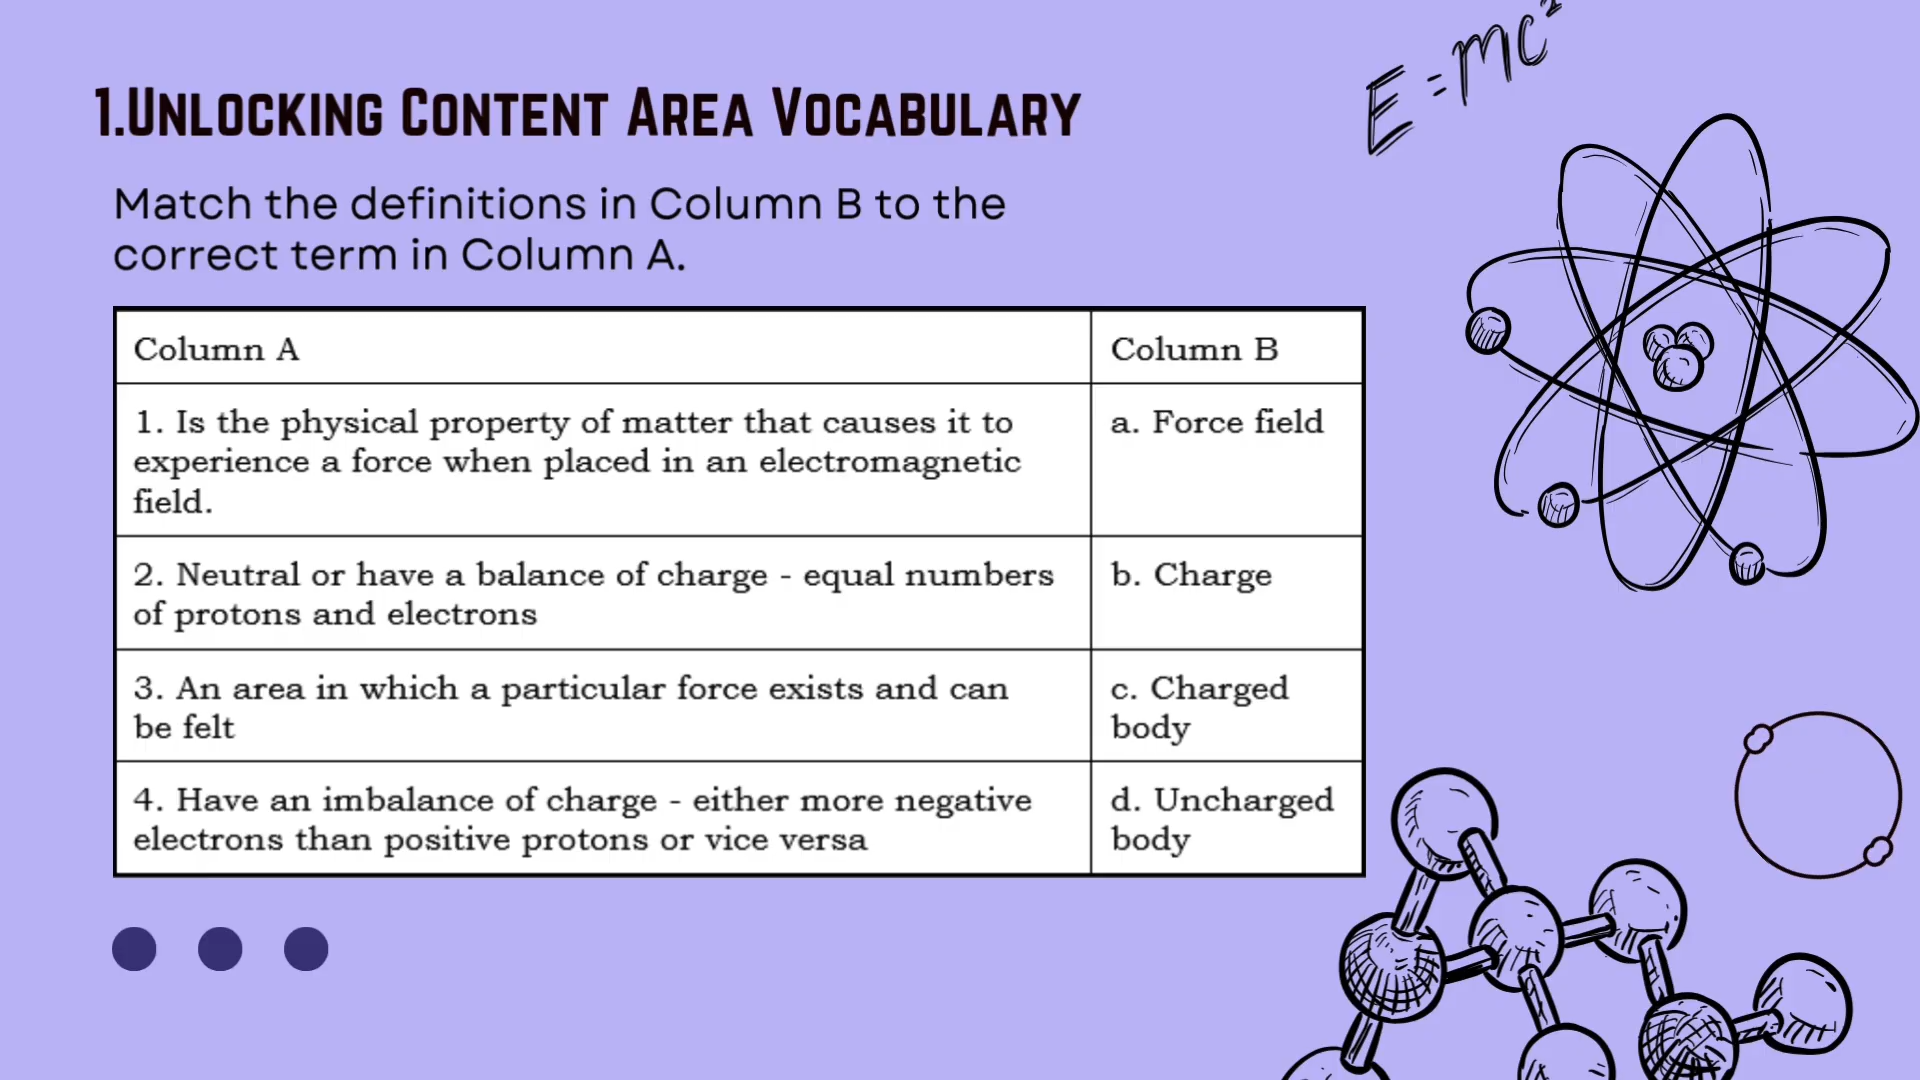 E=mc²
1.Unlocking Content Area Vocabulary
Match the definitions in Column B to the
correct term in Column A.
Column A
Column B
1. Is the physical property of matter that causes it to
experience a force when placed in an electromagnetic
field.
a. Force field
2. Neutral or have a balance of charge - equal numbers
of protons and electrons
b. Charge
3. An area in which a particular force exists and can
be felt
c. Charged
body
4. Have an imbalance of charge - either more negative
electrons than positive protons or vice versa
d. Uncharged
body